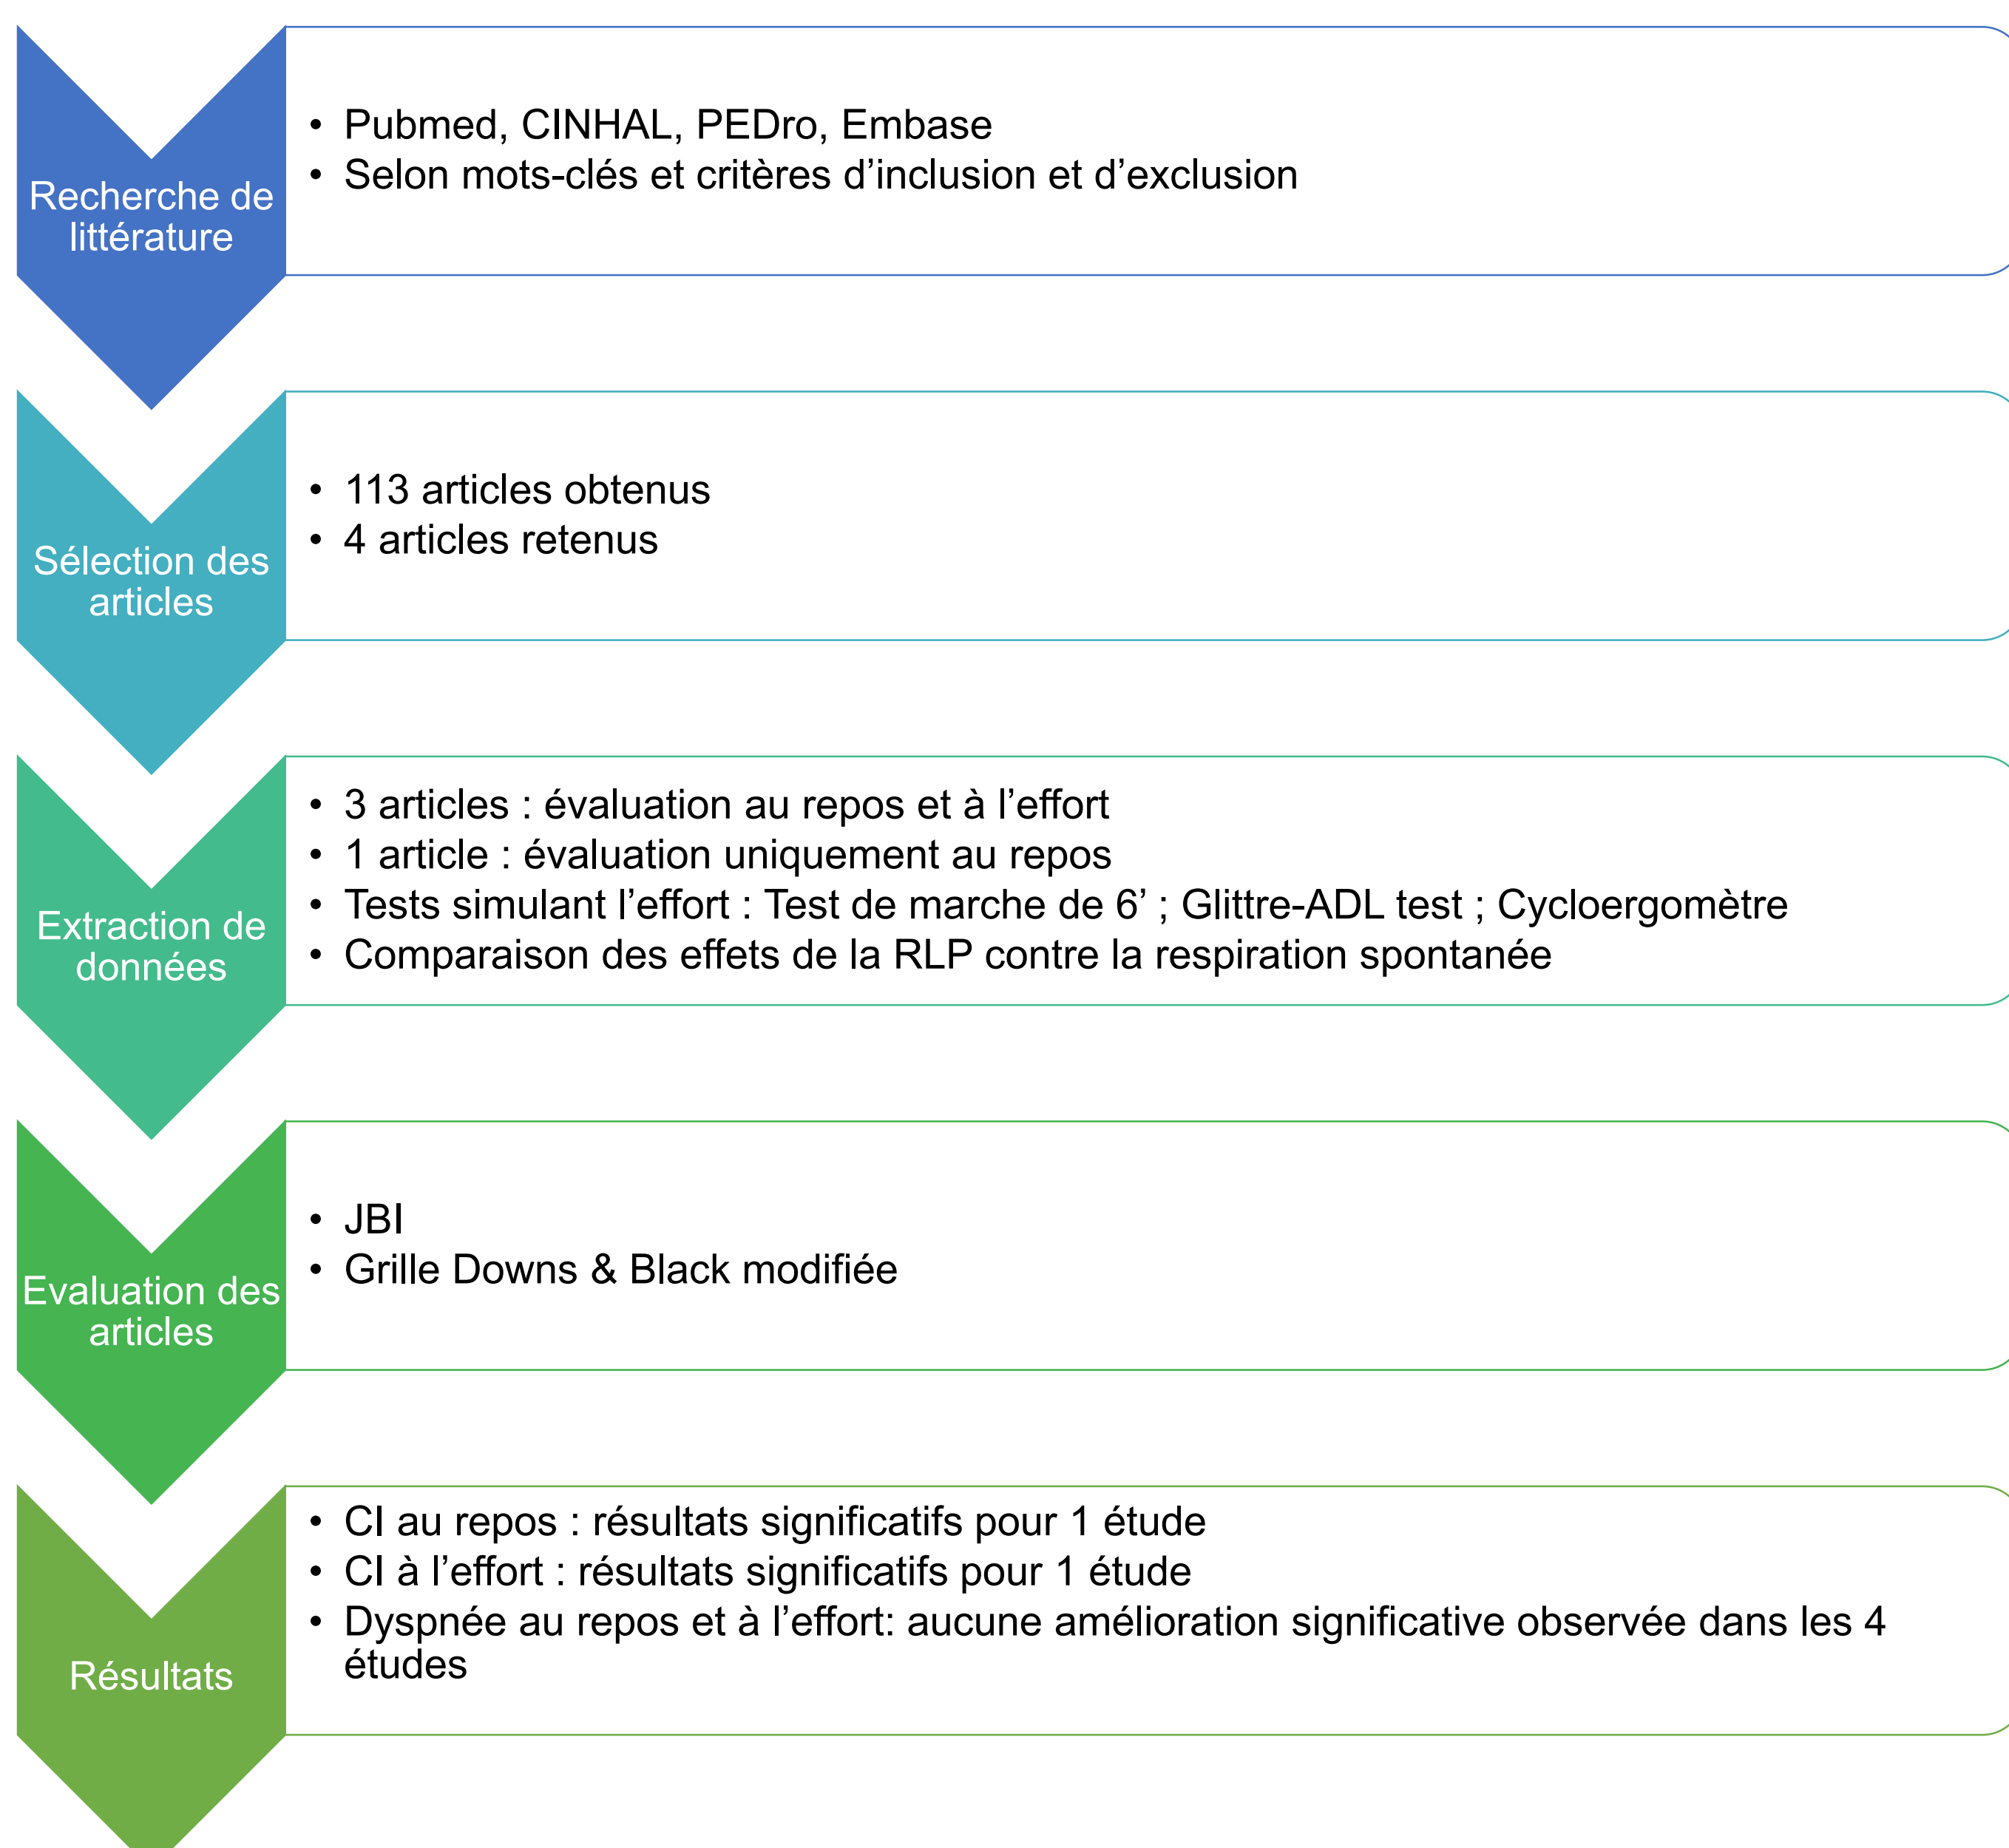 Recherche de
littérature
• Pubmed, CINHAL, PEDro, Embase
• Selon mots-clés et critères d’inclusion et d’exclusion
Sélection des
articles
• 113 articles obtenus
• 4 articles retenus
Extraction de
données
• 3 articles : évaluation au repos et à l’effort
• 1 article : évaluation uniquement au repos
• Tests simulant l’effort : Test de marche de 6’ ; Glittre-ADL test ; Cycloergomètre
• Comparaison des effets de la RLP contre la respiration spontanée
Evaluation des
articles
• JBI
• Grille Downs & Black modifiée
Résultats
• CI au repos : résultats significatifs pour 1 étude
• CI à l’effort : résultats significatifs pour 1 étude
• Dyspnée au repos et à l’effort: aucune amélioration significative observée dans les 4
études